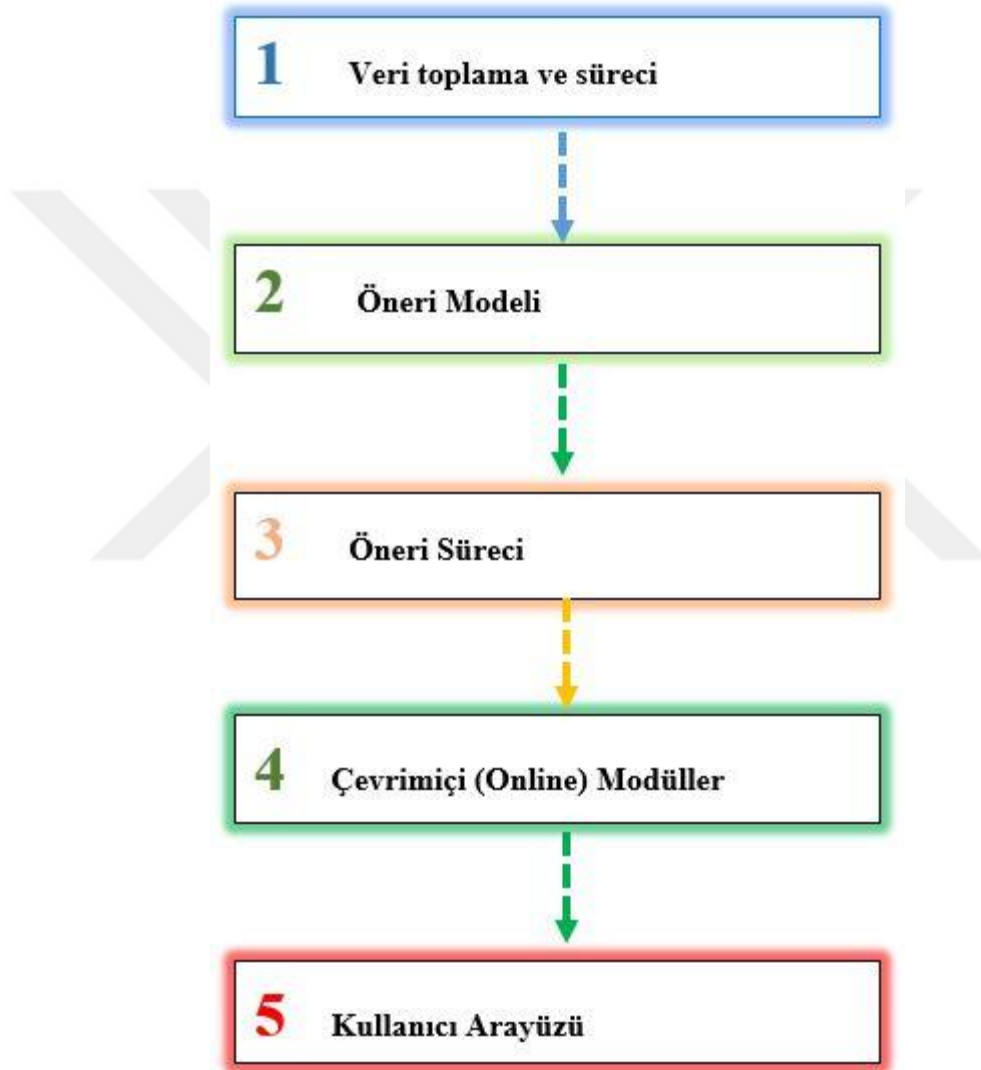 1 Veri toplama ve süreci
2 Öneri Modeli
3 Öneri Süreci
4 Çevrimiçi (Online) Modüller
5 Kullanıcı Arayüzü